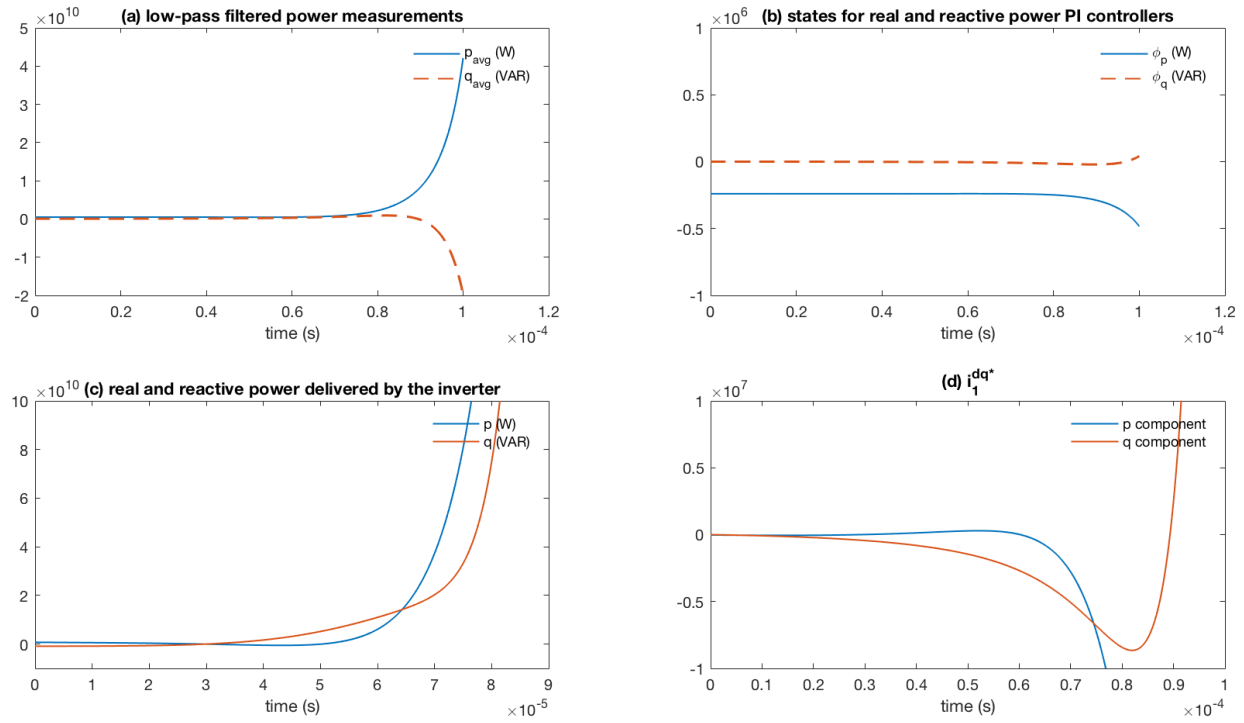 (a) low-pass filtered power measurements
×10^10
5
4
3
2
1
0
-1
-2
0 0.2 0.4 0.6 0.8 1 1.2
×10^-4
time (s)
p_avg (W)
q_avg (VAR)
(b) states for real and reactive power PI controllers
×10^6
1
0.5
0
-0.5
-1
0 0.2 0.4 0.6 0.8 1 1.2
×10^-4
time (s)
ϕ_p (W)
ϕ_q (VAR)
(c) real and reactive power delivered by the inverter
×10^10
10
8
6
4
2
0
0 1 2 3 4 5 6 7 8 9
×10^-5
time (s)
p (W)
q (VAR)
(d) i_1^dq*
×10^7
1
0.5
0
-0.5
-1
0 0.1 0.2 0.3 0.4 0.5 0.6 0.7 0.8 0.9 1
×10^-4
time (s)
p component
q component